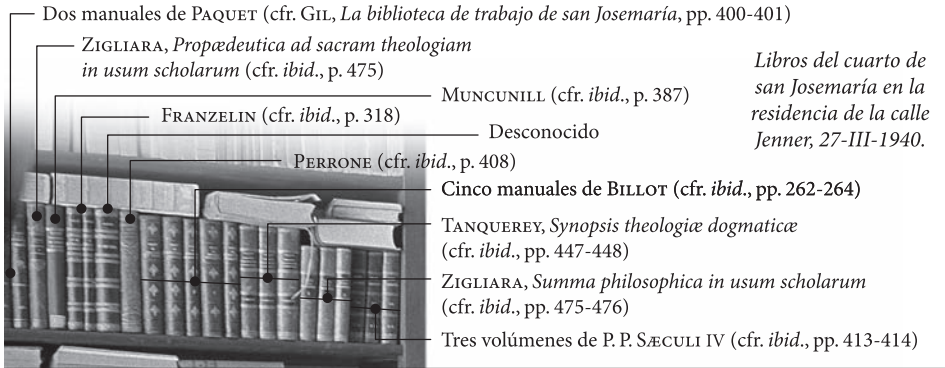 Dos manuales de PAQUET (cfr. GIL, La biblioteca de trabajo de san Josemaría, pp. 400-401)
ZIGLIARA, Propædeutica ad sacram theologiam
in usum scholarum (cfr. ibid., p. 475)
Libros del cuarto de
san Josemaría en la
residencia de la calle
Jenner, 27-III-1940.
MUNCUNILL (cfr. ibid., p. 387)
FRANZELIN (cfr. ibid., p. 318)
Desconocido
PERRONE (cfr. ibid., p. 408)
Cinco manuales de BILLOT (cfr. ibid., pp. 262-264)
TANQUEREY, Synopsis theologiæ dogmaticæ
(cfr. ibid., pp. 447-448)
ZIGLIARA, Summa philosophica in usum scholarum
(cfr. ibid., pp. 475-476)
Tres volúmenes de P. P. SÆCULI IV (cfr. ibid., pp. 413-414)